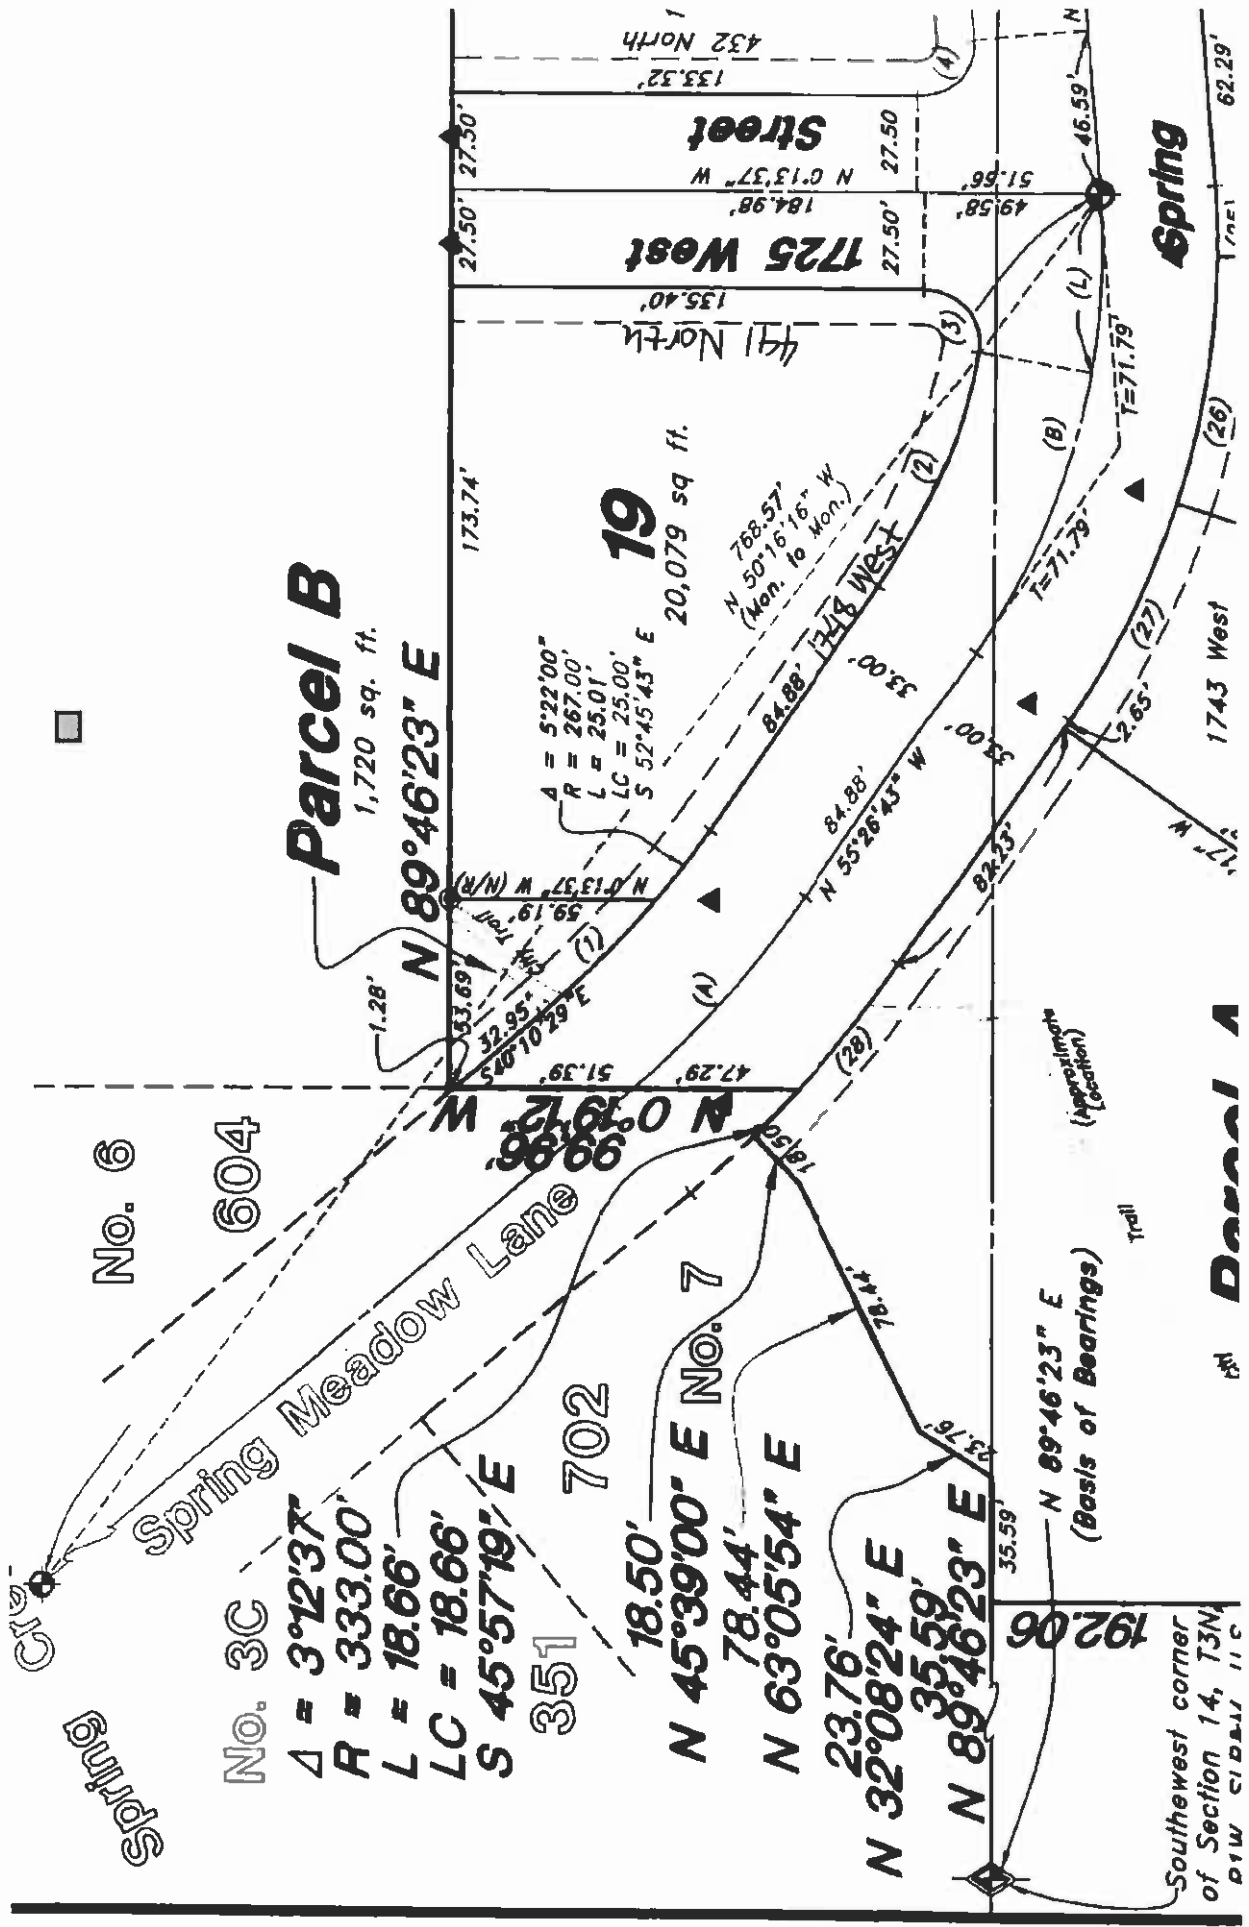 Parcel B
1,720 sq. ft.
N 89°46'23" E
1.28'
53.69'
173.74'
27.50'
27.50'
No. 6
604
Spring Meadow Lane
Spring
No. 3C
Δ = 3°12'37"
R = 333.00'
L = 18.66'
LC = 18.66'
S 45°57'19" E
351
702
No. 7
18.50'
N 45°39'00" E
78.44'
N 63°05'54" E
23.76'
N 32°08'24" E
35.59'
N 89°46'23" E
N 0°19'12" W
99.96'
51.39'
47.29'
32.95'
S40°10'29"E
Trail
59.19'
N 0°13'37" W (N/R)
(1)
Δ = 5°22'00"
R = 267.00'
L = 25.01'
LC = 25.00'
S 52°45'43" E
19
20,079 sq ft.
768.57'
N 50°16'16" W
(Mon. to Mon.)
84.88'
1748 West
(2)
(3)
441 North
135.40'
1725 West
Street
184.98'
N 0°13'37" W
27.50'
27.50
133.32'
432 North
(4)
49.58'
51.66'
46.59'
N
(L)
(B)
T=71.79'
T=71.79'
33.00'
33.00'
84.88'
N 55°26'43" W
(A)
82.23'
(28)
18.50'
78.44'
23.76'
35.59'
192.06
2.65'
(27)
(26)
1743 West
W
Spring
62.29'
N 89°46'23" E
(Basis of Bearings)
(Approximate
Location)
Trail
Southewest corner
of Section 14, T3N,